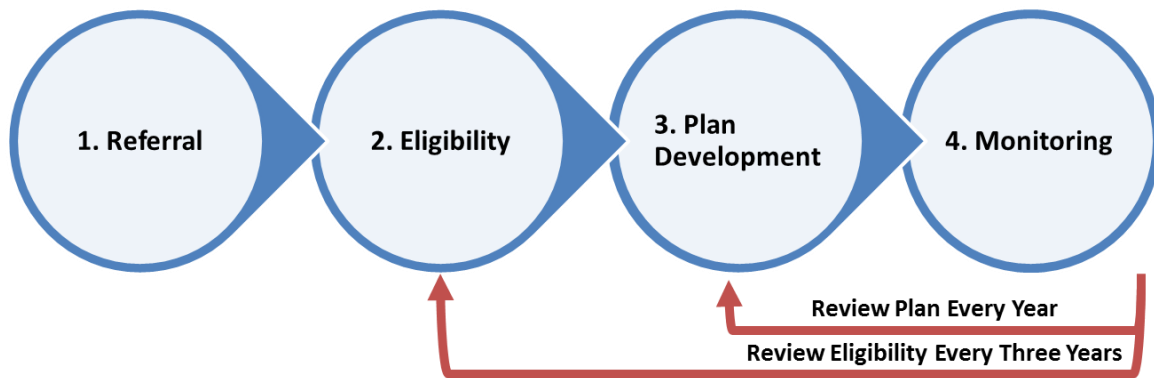 1. Referral
2. Eligibility
3. Plan
Development
4. Monitoring
Review Plan Every Year
Review Eligibility Every Three Years